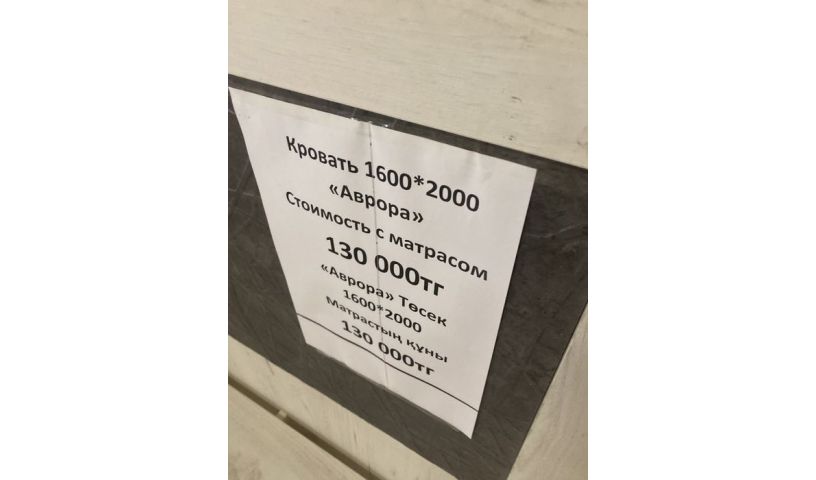 Кровать 1600*2000
«Аврора»
Стоимость с матрасом
130 000тг
«Аврора» Төсек
1600*2000
Матрастың құны
130 000тг